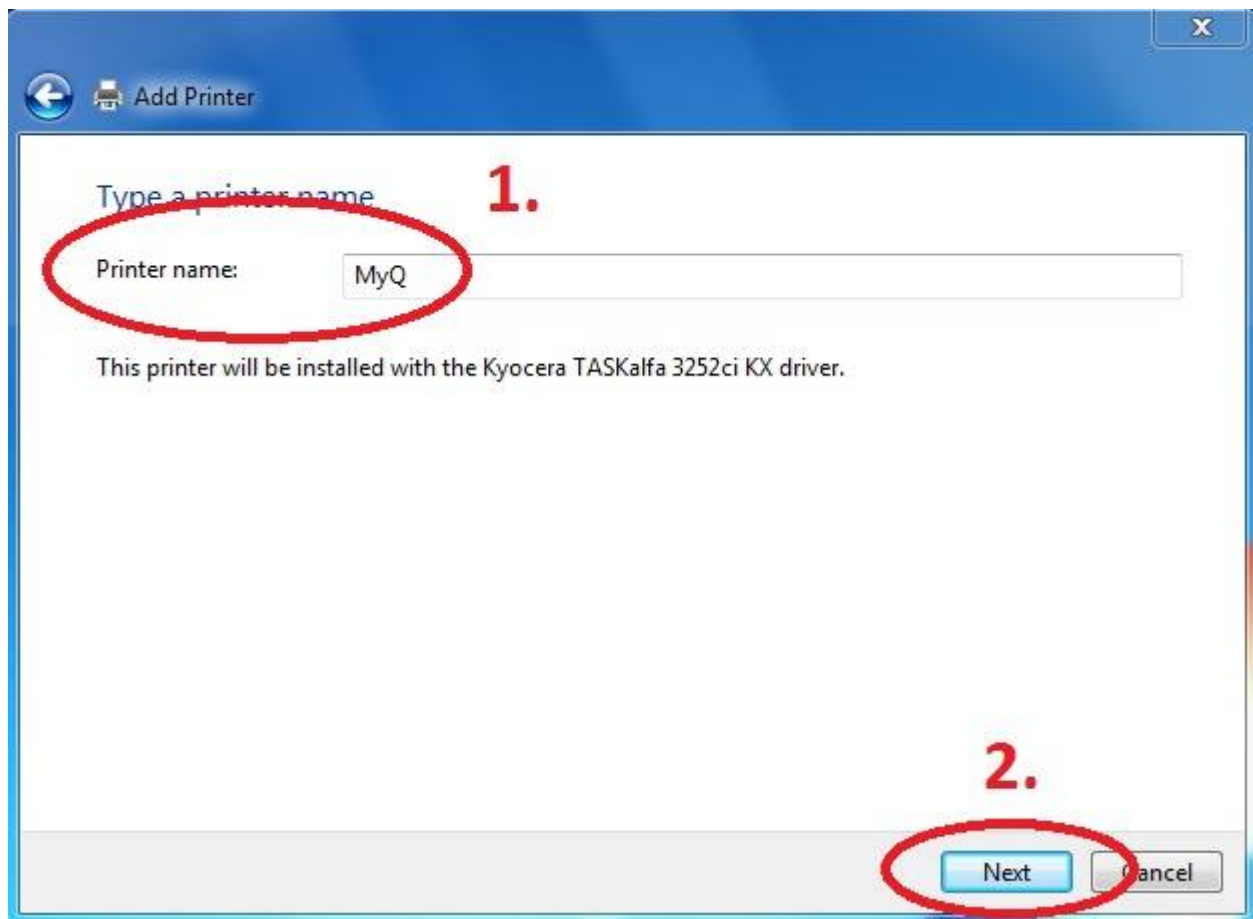 X
Add Printer
Type a printer name
1.
Printer name:
MyQ
This printer will be installed with the Kyocera TASKalfa 3252ci KX driver.
2.
Next
Cancel